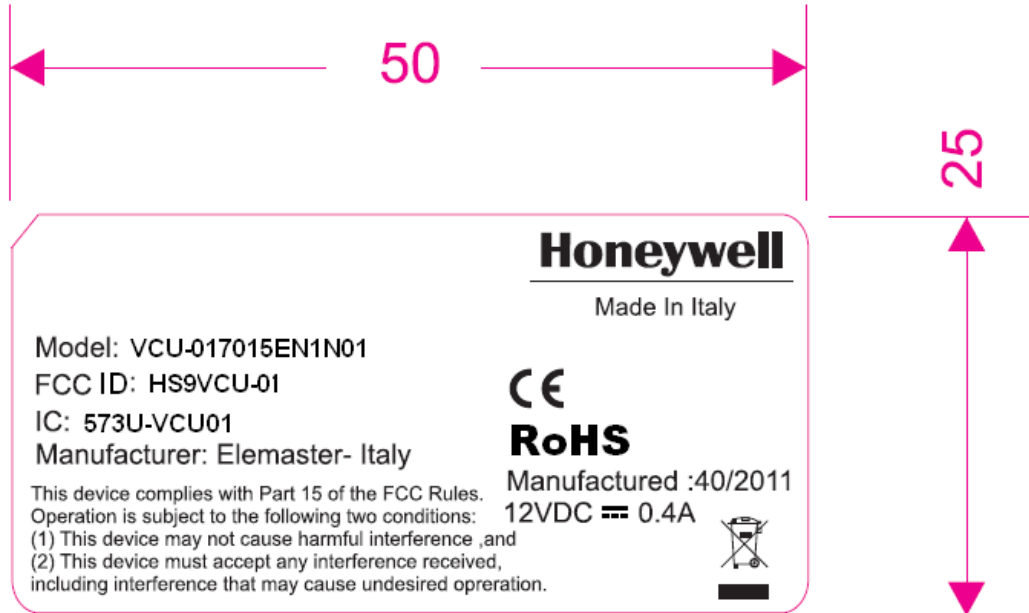 50
25
Honeywell
Made In Italy
Model: VCU-017015EN1N01
FCC ID: HS9VCU-01
IC: 573U-VCU01
Manufacturer: Elemaster- Italy
CE
RoHS
Manufactured :40/2011
12VDC 0.4A
This device complies with Part 15 of the FCC Rules.
Operation is subject to the following two conditions:
(1) This device may not cause harmful interference ,and
(2) This device must accept any interference received,
including interference that may cause undesired opreration.